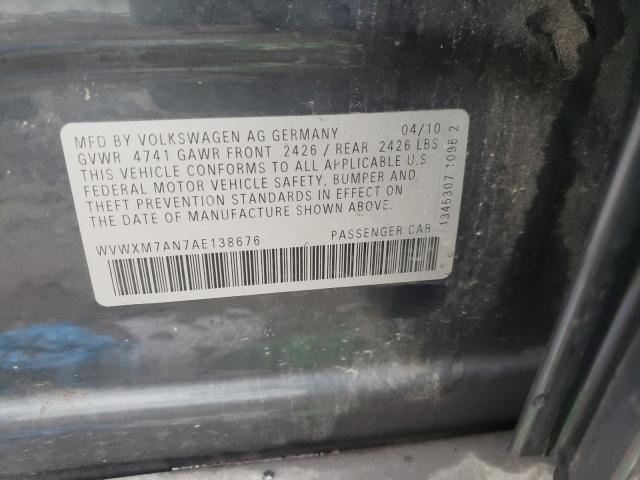 MFD BY VOLKSWAGEN AG GERMANY 04/10
GVWR 4741 GAWR FRONT 2426 / REAR 2426 LBS
THIS VEHICLE CONFORMS TO ALL APPLICABLE U.S.
FEDERAL MOTOR VEHICLE SAFETY, BUMPER AND
THEFT PREVENTION STANDARDS IN EFFECT ON
THE DATE OF MANUFACTURE SHOWN ABOVE.
WVWXM7AN7AE138676 PASSENGER CAR
1345307 1096 2